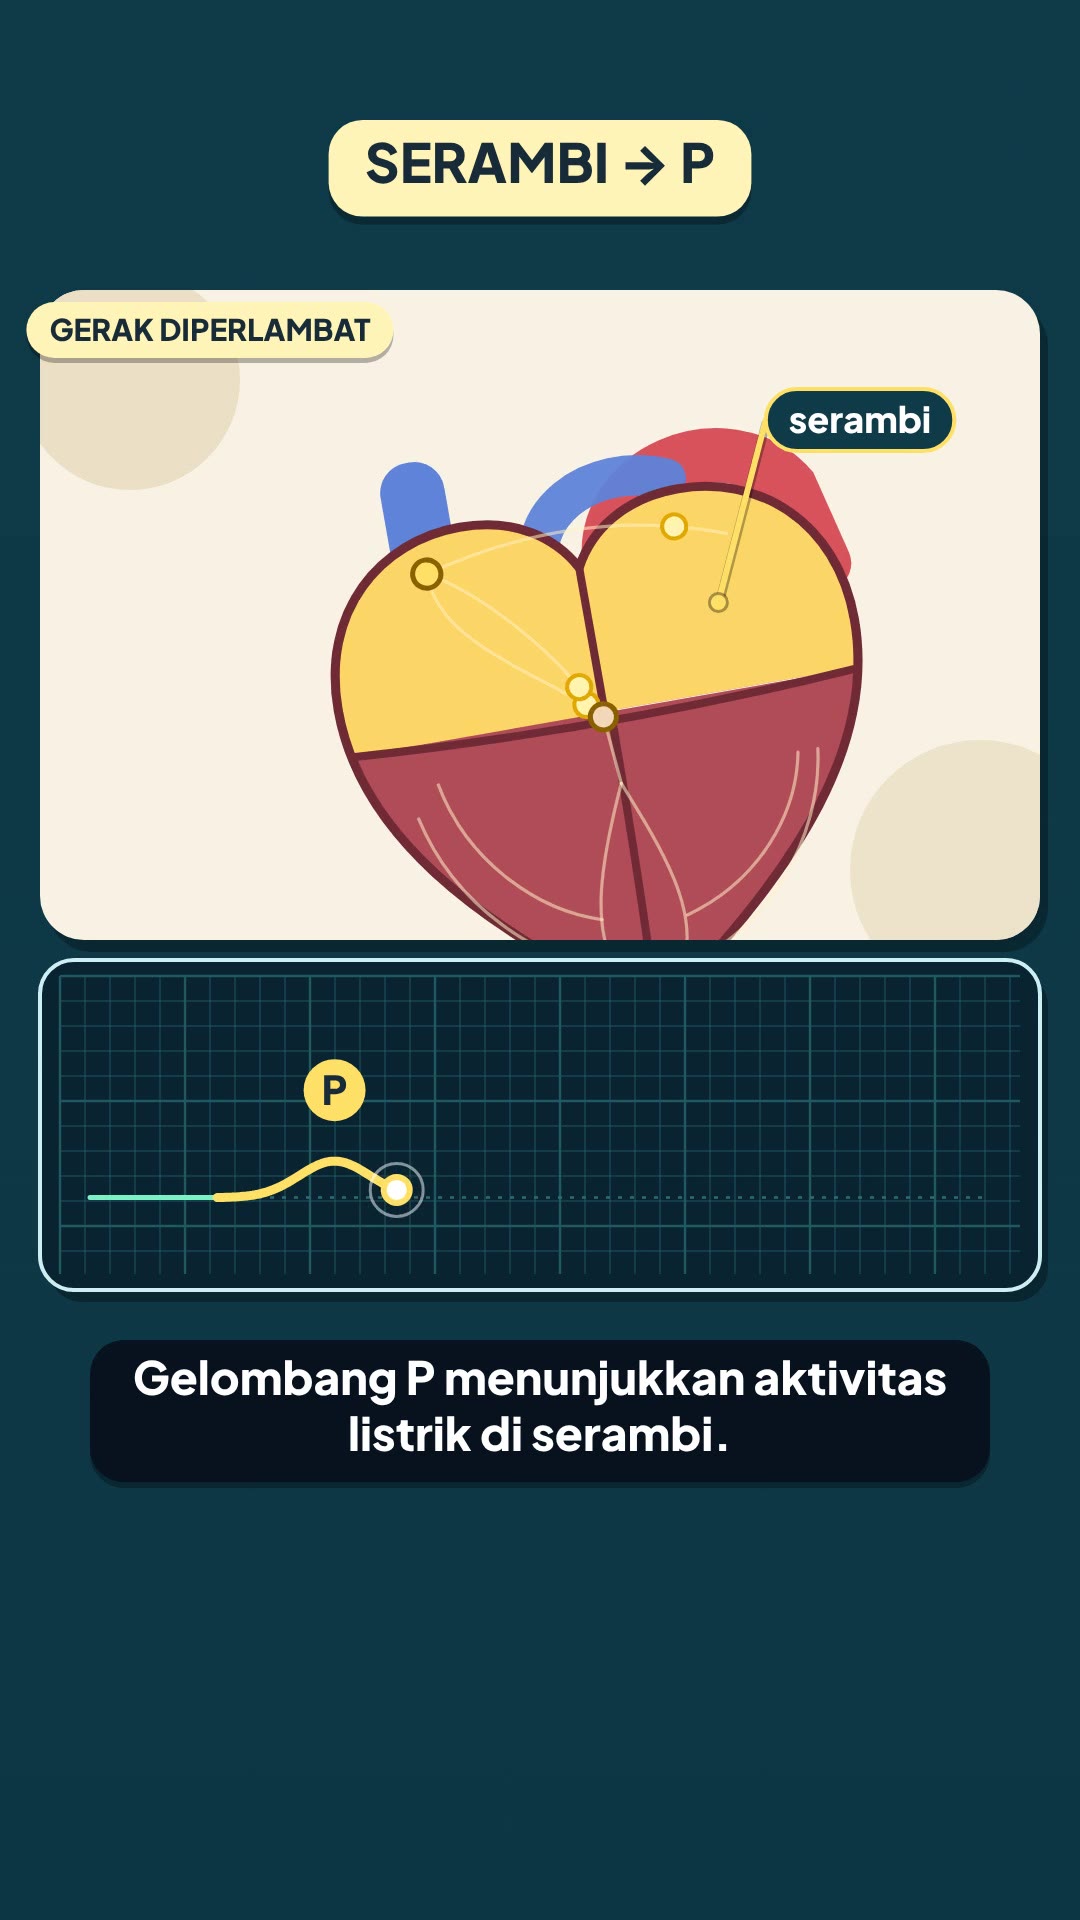 SERAMBI → P
GERAK DIPERLAMBAT
serambi
P
Gelombang P menunjukkan aktivitas
listrik di serambi.